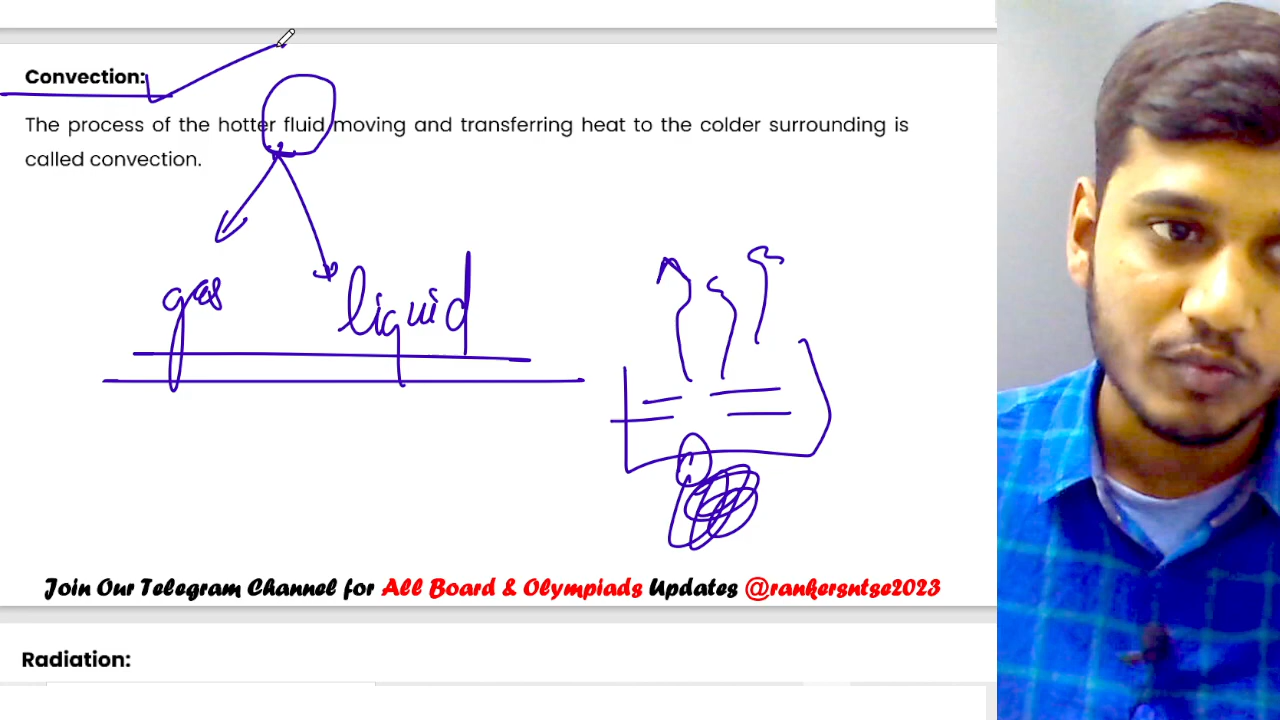 Convection:
The process of the hotter fluid moving and transferring heat to the colder surrounding is
called convection.
gas liquid
Join Our Telegram Channel for All Board & Olympiads Updates @rankersntse2023
Radiation: